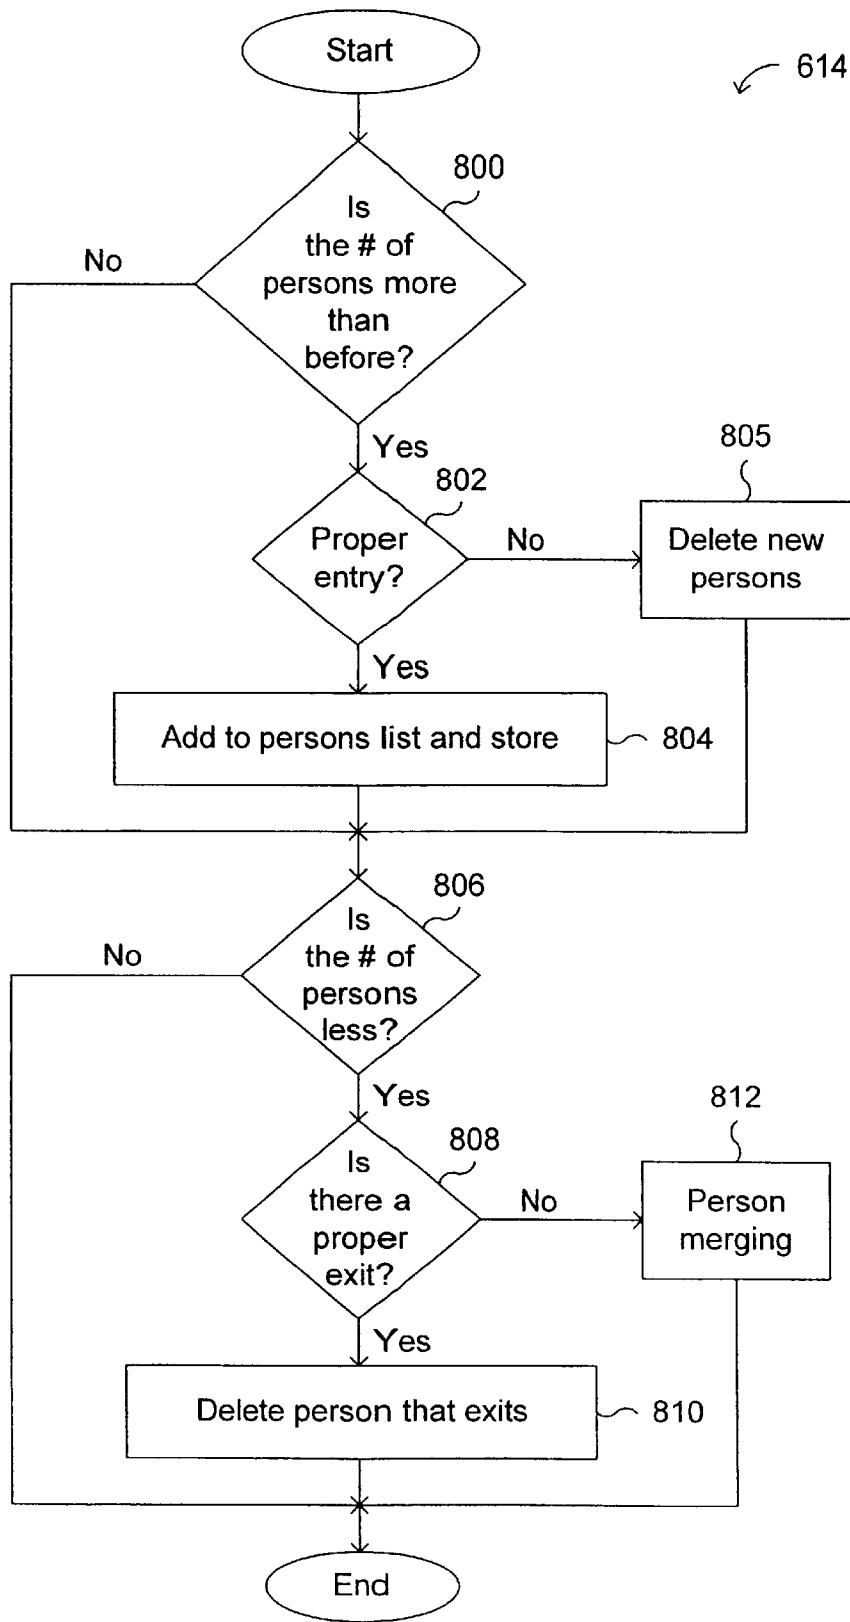 Start
614
800
Is
the # of
persons more
than
before?
No
Yes
802
805
Proper
entry?
No
Delete new
persons
Yes
Add to persons list and store
804
806
Is
the # of
persons
less?
No
Yes
808
812
Is
there a
proper
exit?
No
Person
merging
Yes
Delete person that exits
810
End